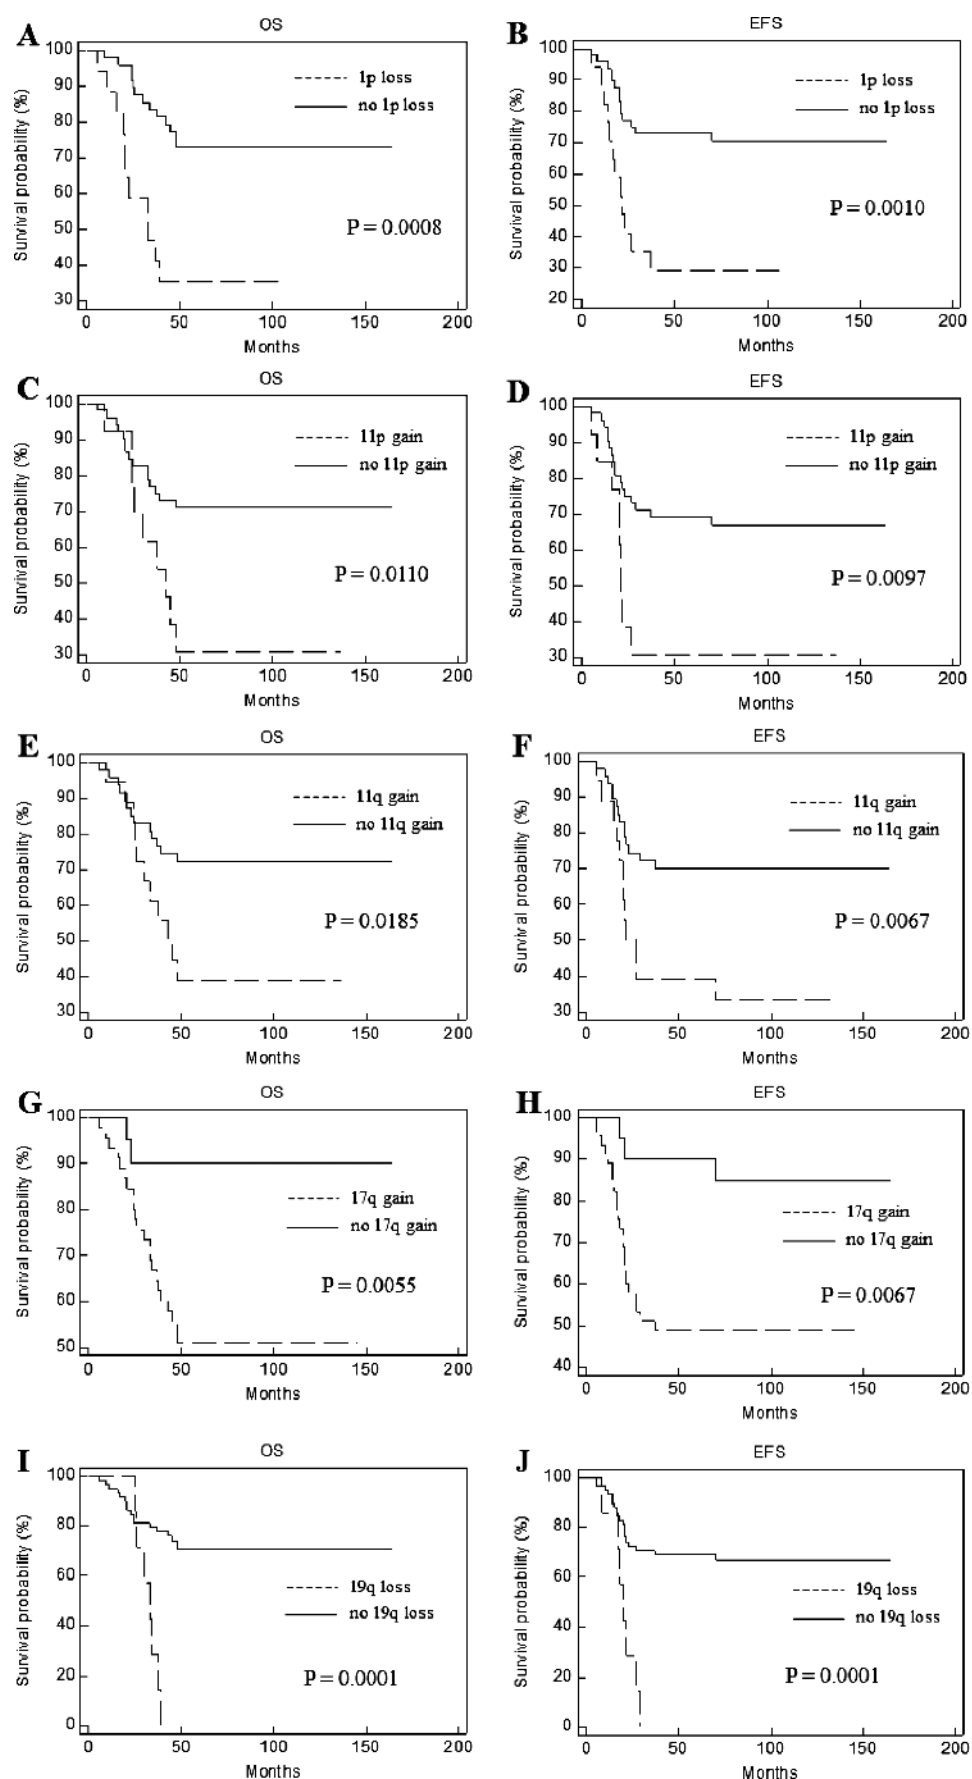 A
OS
Survival probability (%)
100
90
80
70
60
50
40
30
1p loss
no 1p loss
P = 0.0008
0 50 100 150 200
Months
B
EFS
Survival probability (%)
100
90
80
70
60
50
40
30
20
1p loss
no 1p loss
P = 0.0010
0 50 100 150 200
Months
C
OS
Survival probability (%)
100
90
80
70
60
50
40
30
11p gain
no 11p gain
P = 0.0110
0 50 100 150 200
Months
D
EFS
Survival probability (%)
100
90
80
70
60
50
40
30
11p gain
no 11p gain
P = 0.0097
0 50 100 150 200
Months
E
OS
Survival probability (%)
100
90
80
70
60
50
40
30
11q gain
no 11q gain
P = 0.0185
0 50 100 150 200
Months
F
EFS
Survival probability (%)
100
90
80
70
60
50
40
30
11q gain
no 11q gain
P = 0.0067
0 50 100 150 200
Months
G
OS
Survival probability (%)
100
90
80
70
60
50
17q gain
no 17q gain
P = 0.0055
0 50 100 150 200
Months
H
EFS
Survival probability (%)
100
90
80
70
60
50
40
17q gain
no 17q gain
P = 0.0067
0 50 100 150 200
Months
I
OS
Survival probability (%)
100
80
60
40
20
0
19q loss
no 19q loss
P = 0.0001
0 50 100 150 200
Months
J
EFS
Survival probability (%)
100
80
60
40
20
0
19q loss
no 19q loss
P = 0.0001
0 50 100 150 200
Months